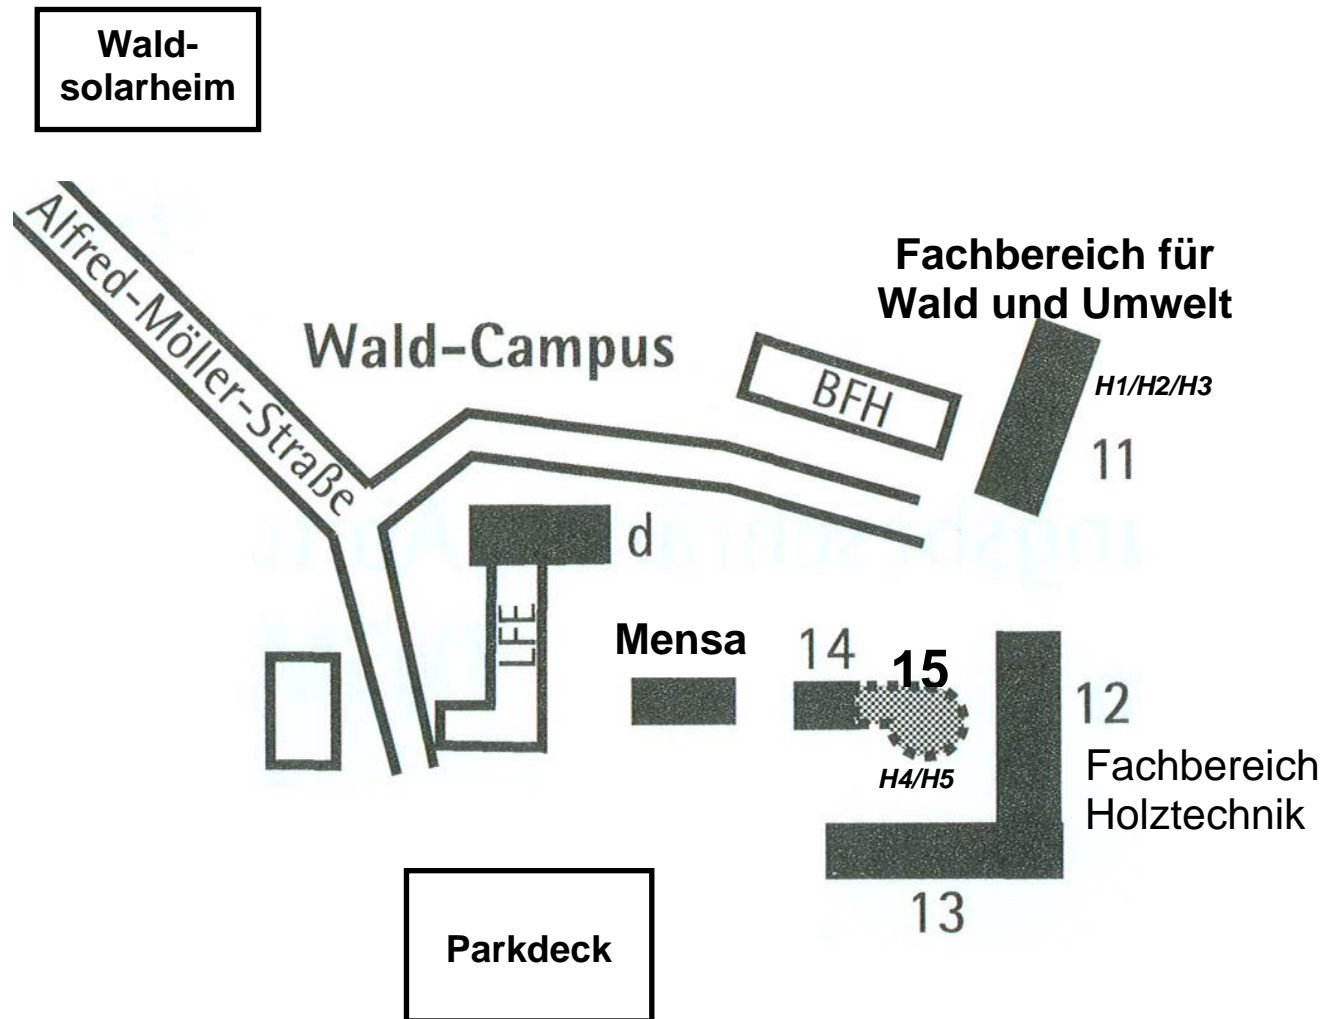 Wald-
solarheim
Alfred-Möller-Straße
Wald-Campus
Fachbereich für
Wald und Umwelt
BFH
H1/H2/H3
11
d
LFE
Mensa
14
15
H4/H5
12
Fachbereich
Holztechnik
13
Parkdeck